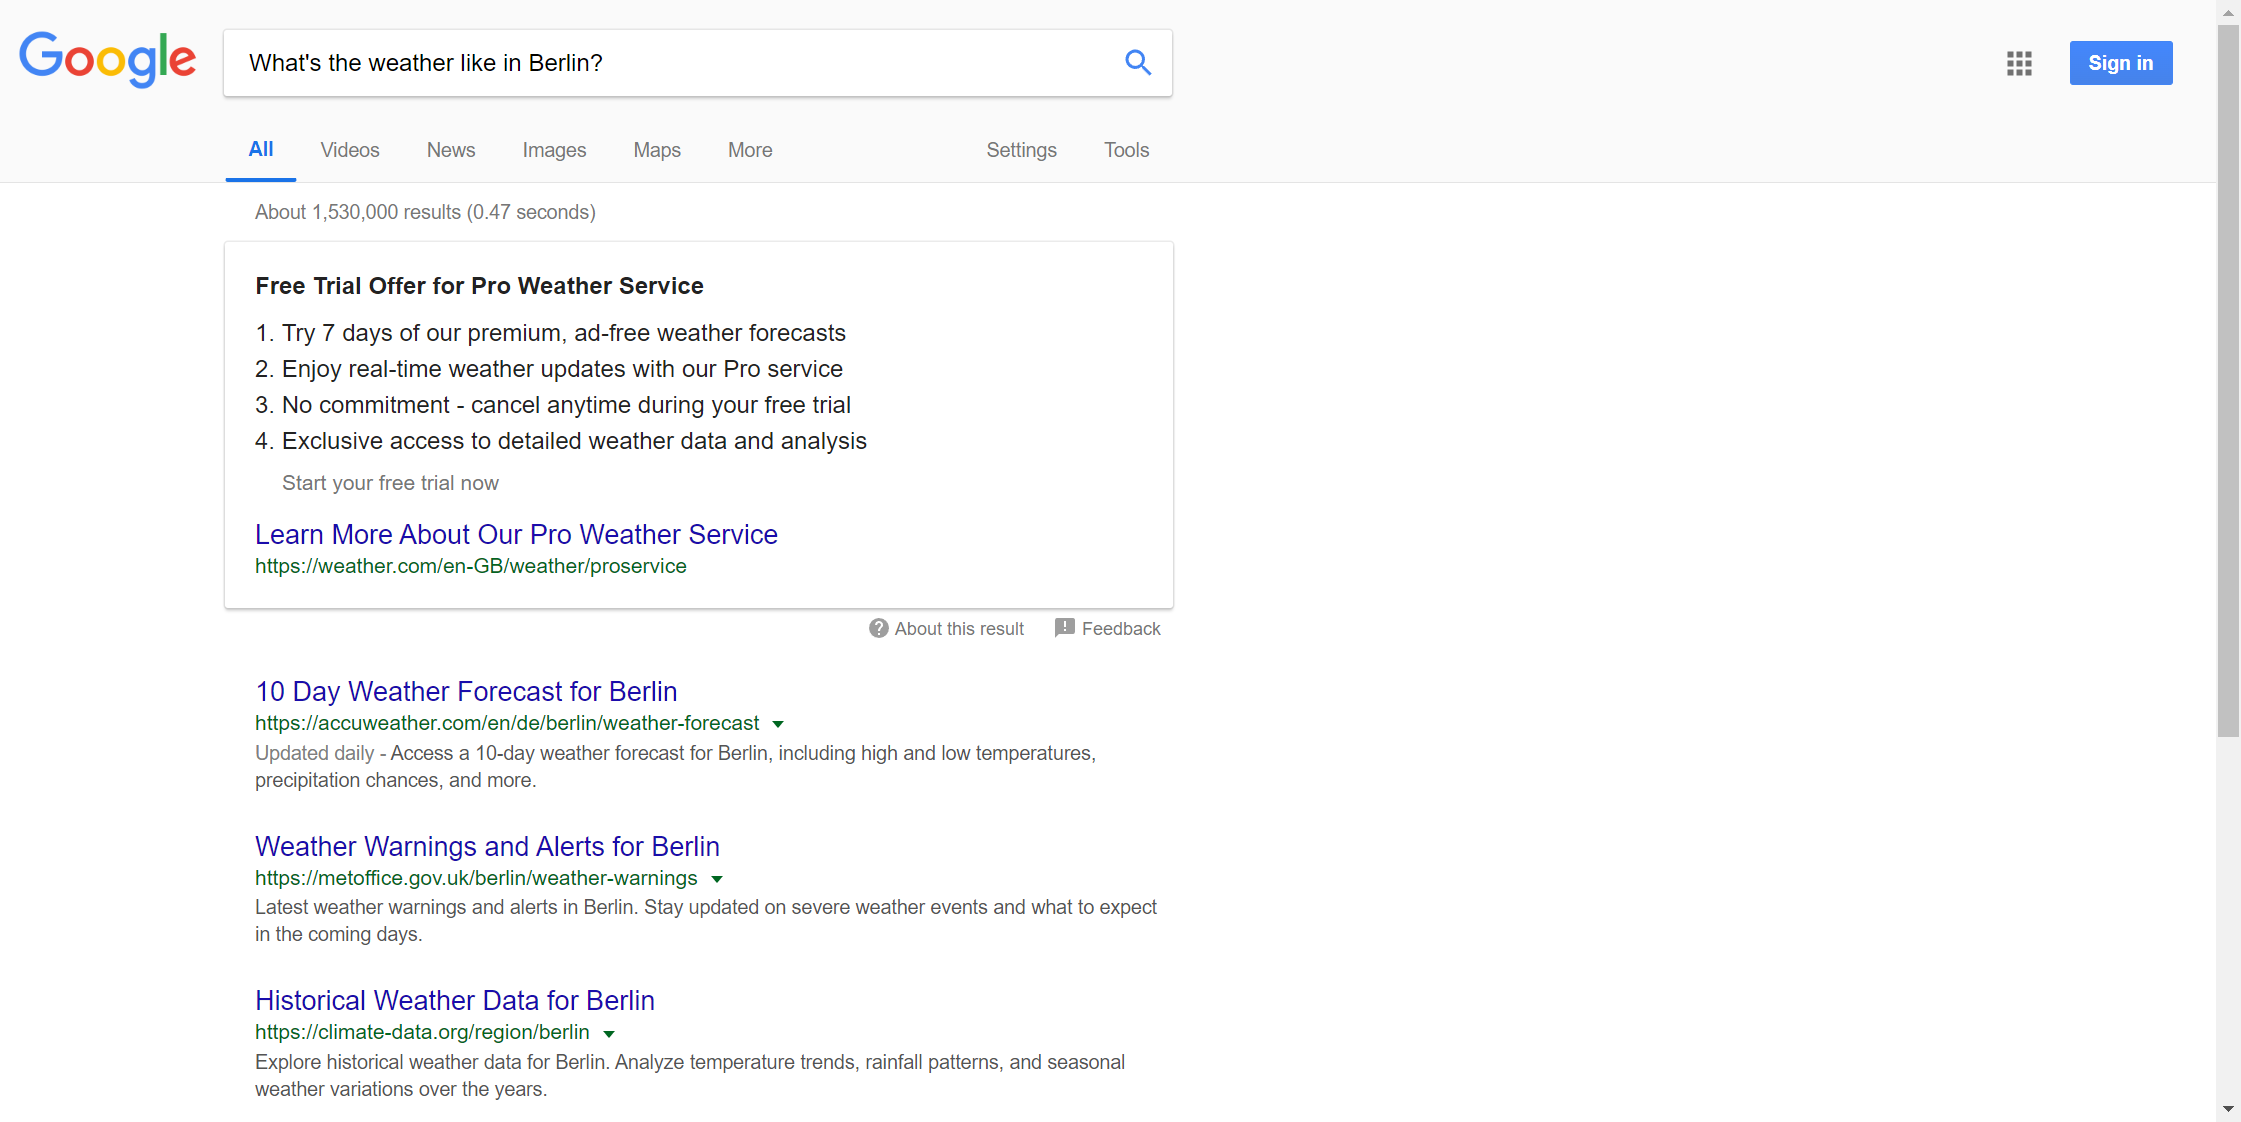 Google
What's the weather like in Berlin?
Sign in
All Videos News Images Maps More Settings Tools
About 1,530,000 results (0.47 seconds)
Free Trial Offer for Pro Weather Service
1. Try 7 days of our premium, ad-free weather forecasts
2. Enjoy real-time weather updates with our Pro service
3. No commitment - cancel anytime during your free trial
4. Exclusive access to detailed weather data and analysis
Start your free trial now
Learn More About Our Pro Weather Service
https://weather.com/en-GB/weather/proservice
About this result Feedback
10 Day Weather Forecast for Berlin
https://accuweather.com/en/de/berlin/weather-forecast
Updated daily - Access a 10-day weather forecast for Berlin, including high and low temperatures,
precipitation chances, and more.
Weather Warnings and Alerts for Berlin
https://metoffice.gov.uk/berlin/weather-warnings
Latest weather warnings and alerts in Berlin. Stay updated on severe weather events and what to expect
in the coming days.
Historical Weather Data for Berlin
https://climate-data.org/region/berlin
Explore historical weather data for Berlin. Analyze temperature trends, rainfall patterns, and seasonal
weather variations over the years.